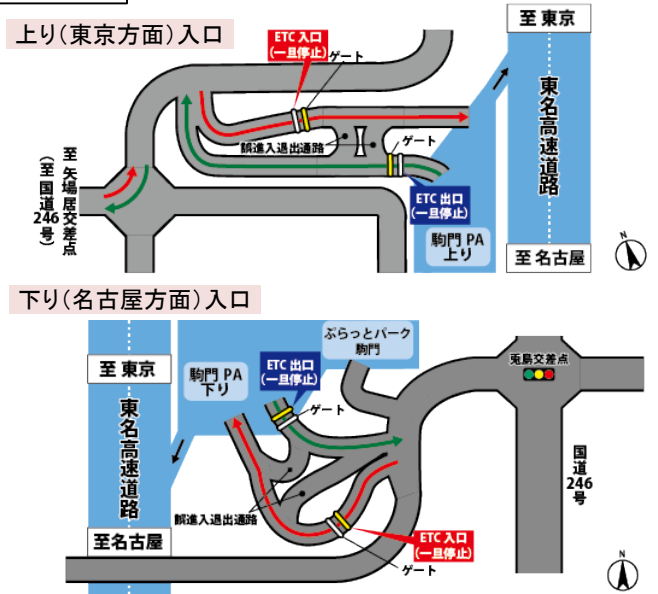 上り（東京方面）入口
至 東京
ETC 入口
（一旦停止）
ゲート
東名高速道路
誤進入退出通路
ゲート
至 矢場居交差点
（至 国道246号）
ETC 出口
（一旦停止）
駒門 PA
上り
至 名古屋
N
下り（名古屋方面）入口
ぷらっとパーク
駒門
至 東京
駒門 PA
下り
ETC 出口
（一旦停止）
兎島交差点
ゲート
東名高速道路
国道246号
誤進入退出通路
至名古屋
ETC 入口
（一旦停止）
ゲート
N